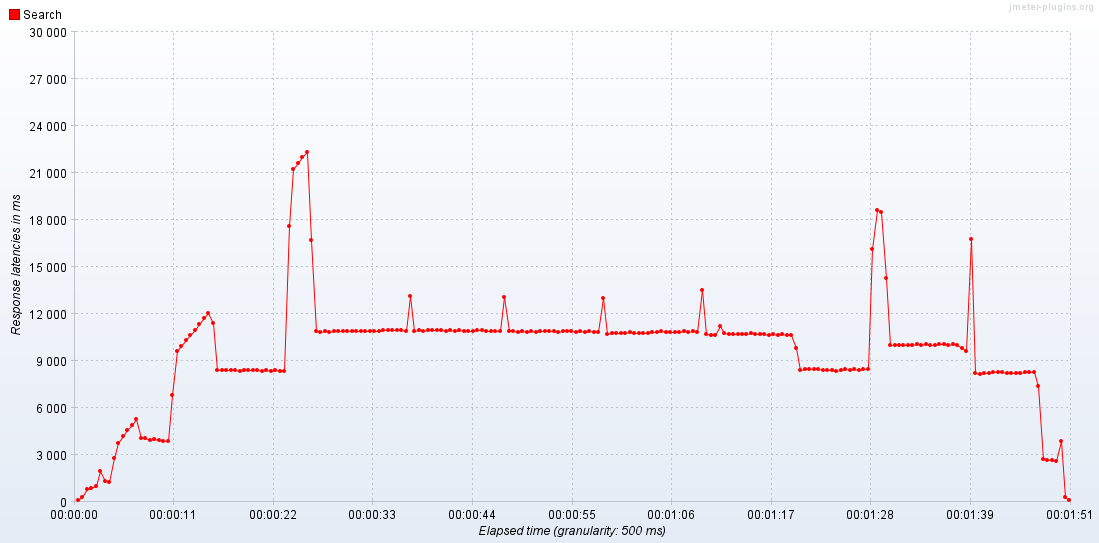 jmeter-plugins.org
Search
30 000
27 000
24 000
21 000
18 000
15 000
12 000
9 000
6 000
3 000
0
Response latencies in ms
00:00:00 00:00:11 00:00:22 00:00:33 00:00:44 00:00:55 00:01:06 00:01:17 00:01:28 00:01:39 00:01:51
Elapsed time (granularity: 500 ms)